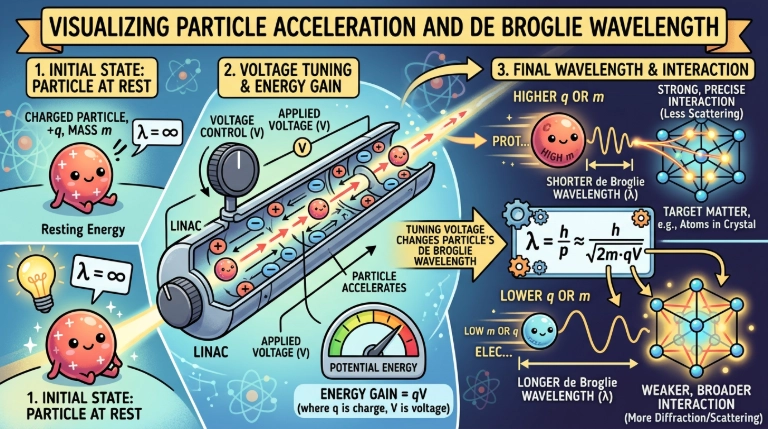 VISUALIZING PARTICLE ACCELERATION AND DE BROGLIE WAVELENGTH
1. INITIAL STATE:
PARTICLE AT REST
CHARGED PARTICLE,
+q, MASS m
λ = ∞
Resting Energy
λ = ∞
1. INITIAL STATE:
PARTICLE AT REST
2. VOLTAGE TUNING
& ENERGY GAIN
VOLTAGE
CONTROL (V)
APPLIED
VOLTAGE (V)
V
LINAC
PARTICLE
ACCELERATES
APPLIED
VOLTAGE (V)
LINAC
POTENTIAL ENERGY
ENERGY GAIN = qV
(where q is charge, V is voltage)
3. FINAL WAVELENGTH & INTERACTION
HIGHER q OR m
PROT...
HIGH m
SHORTER de Broglie
WAVELENGTH (λ)
STRONG, PRECISE
INTERACTION
(Less Scattering)
TARGET MATTER,
e.g., Atoms in Crystal
TUNING VOLTAGE
CHANGES PARTICLE'S
DE BROGLIE
WAVELENGTH
λ = h/p ≈ h/√2m·qV
LOWER q OR m
LOW m OR q
ELEC...
LONGER de Broglie
WAVELENGTH (λ)
WEAKER, BROADER
INTERACTION
(More Diffraction/Scattering)